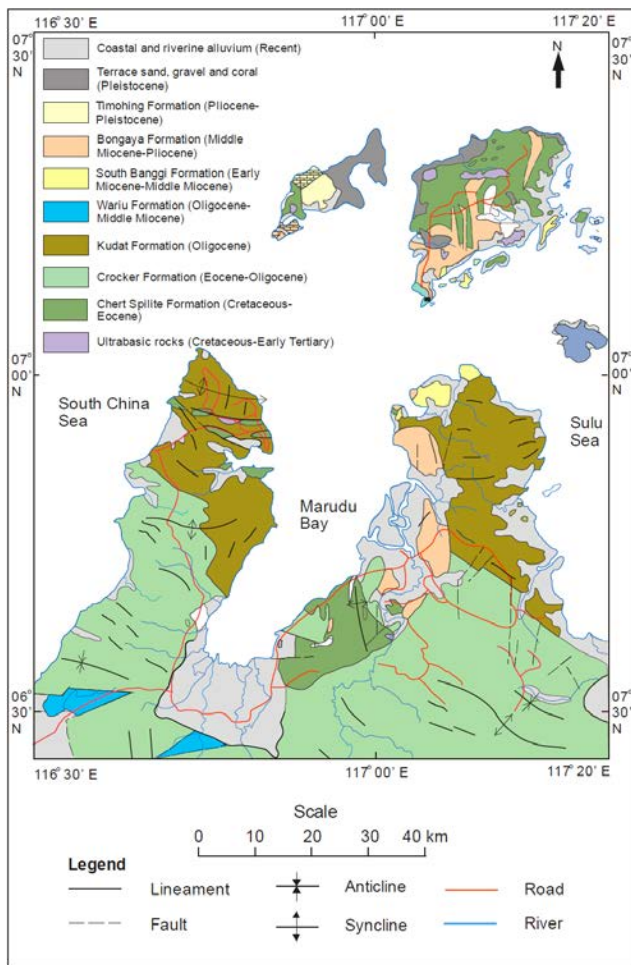 116° 30' E
117° 00' E
117° 20' E
07°
30'
N
07°
30'
N
N
Coastal and riverine alluvium (Recent)
Terrace sand, gravel and coral
(Pleistocene)
Timohing Formation (Pliocene-
Pleistocene)
Bongaya Formation (Middle
Miocene-Pliocene)
South Banggi Formation (Early
Miocene-Middle Miocene)
Wariu Formation (Oligocene-
Middle Miocene)
Kudat Formation (Oligocene)
Crocker Formation (Eocene-Oligocene)
Chert Spilite Formation (Cretaceous-
Eocene)
Ultrabasic rocks (Cretaceous-Early Tertiary)
07°
00'
N
07°
00'
N
South China
Sea
Sulu
Sea
Marudu
Bay
06°
30'
N
07°
30'
N
116° 30' E
117° 00' E
117° 20' E
Scale
0 10 20 30 40 km
Legend
Lineament
Anticline
Road
Fault
Syncline
River